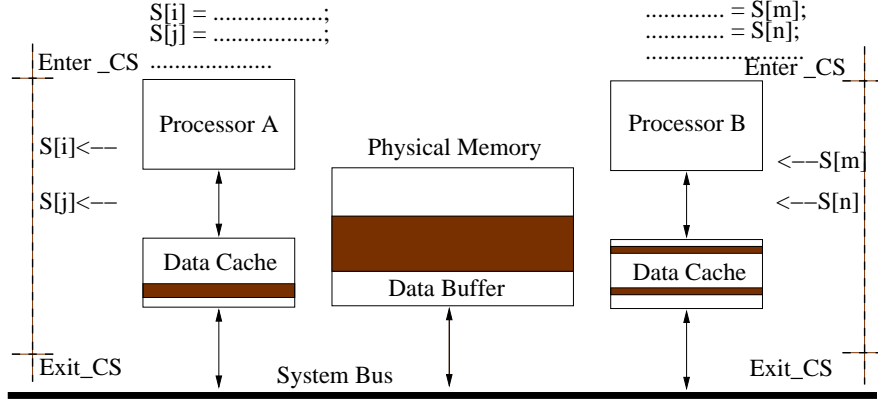 S[i] = ...................;
S[j] = ...................;
Enter _CS .....................
.............. = S[m];
.............. = S[n];
...........................
Enter _CS
Processor A
Processor B
Physical Memory
S[i]<−−
<−−S[m]
S[j]<−−
<−−S[n]
Data Cache
Data Cache
Data Buffer
Exit_CS
Exit_CS
System Bus